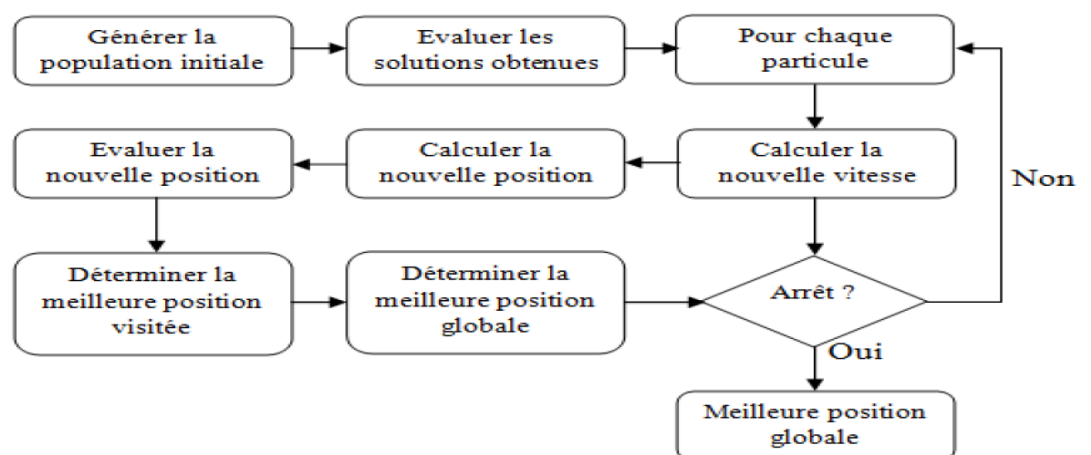 Générer la
population initiale
Evaluer les
solutions obtenues
Pour chaque
particule
Evaluer la
nouvelle position
Calculer la
nouvelle position
Calculer la
nouvelle vitesse
Non
Déterminer la
meilleure position
visitée
Déterminer la
meilleure position
globale
Arrêt ?
Oui
Meilleure position
globale